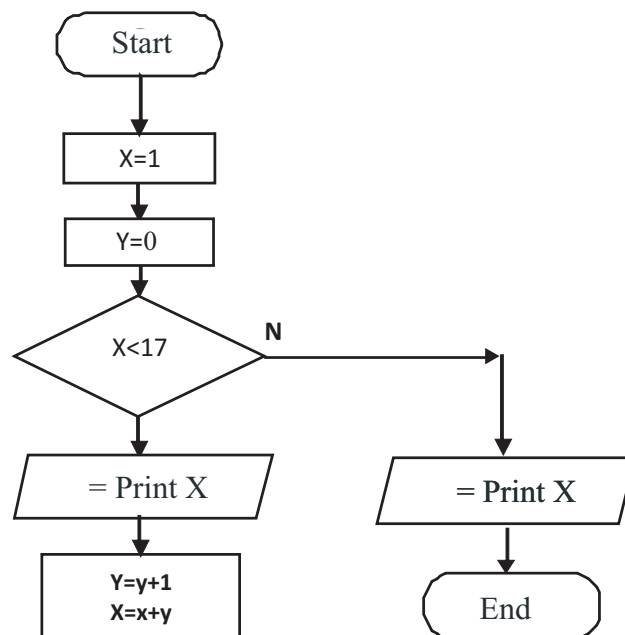 Start
X=1
Y=0
X<17
N
= Print X
= Print X
Y=y+1
X=x+y
End